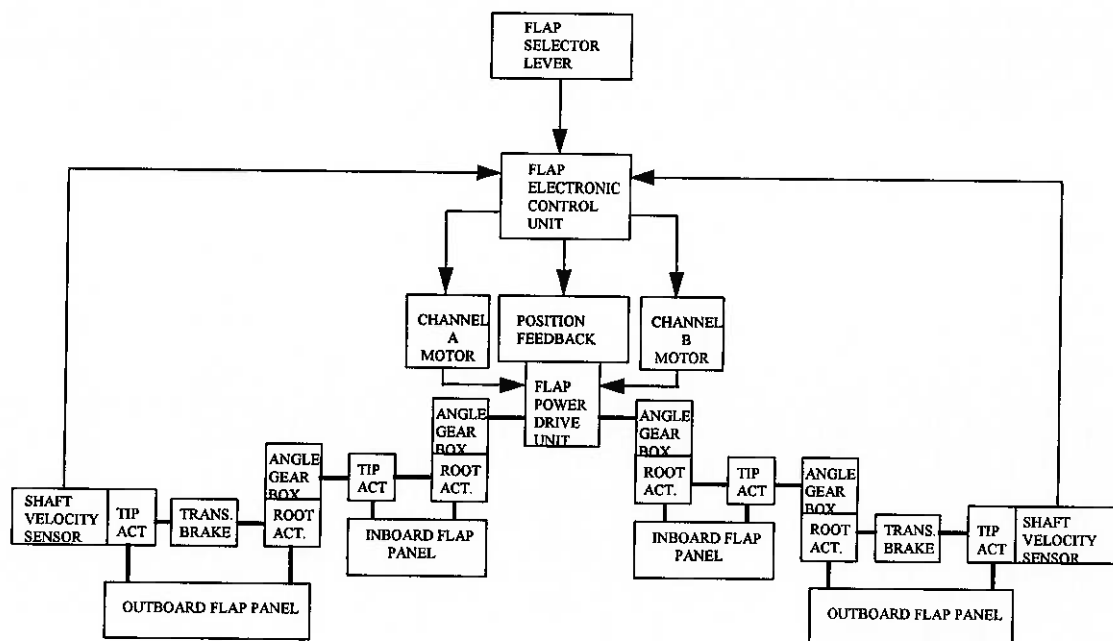 FLAP
SELECTOR
LEVER
FLAP
ELECTRONIC
CONTROL
UNIT
CHANNEL
A
MOTOR
POSITION
FEEDBACK
CHANNEL
B
MOTOR
FLAP
POWER
DRIVE
UNIT
ANGLE
GEAR
BOX
ROOT
ACT.
ANGLE
GEAR
BOX
ROOT
ACT.
TIP
ACT
INBOARD FLAP
PANEL
TIP
ACT
INBOARD FLAP
PANEL
ANGLE
GEAR
BOX
ROOT
ACT.
ANGLE
GEAR
BOX
ROOT
ACT.
SHAFT
VELOCITY
SENSOR
TIP
ACT
TRANS.
BRAKE
TRANS.
BRAKE
TIP
ACT
SHAFT
VELOCITY
SENSOR
OUTBOARD FLAP PANEL
OUTBOARD FLAP PANEL